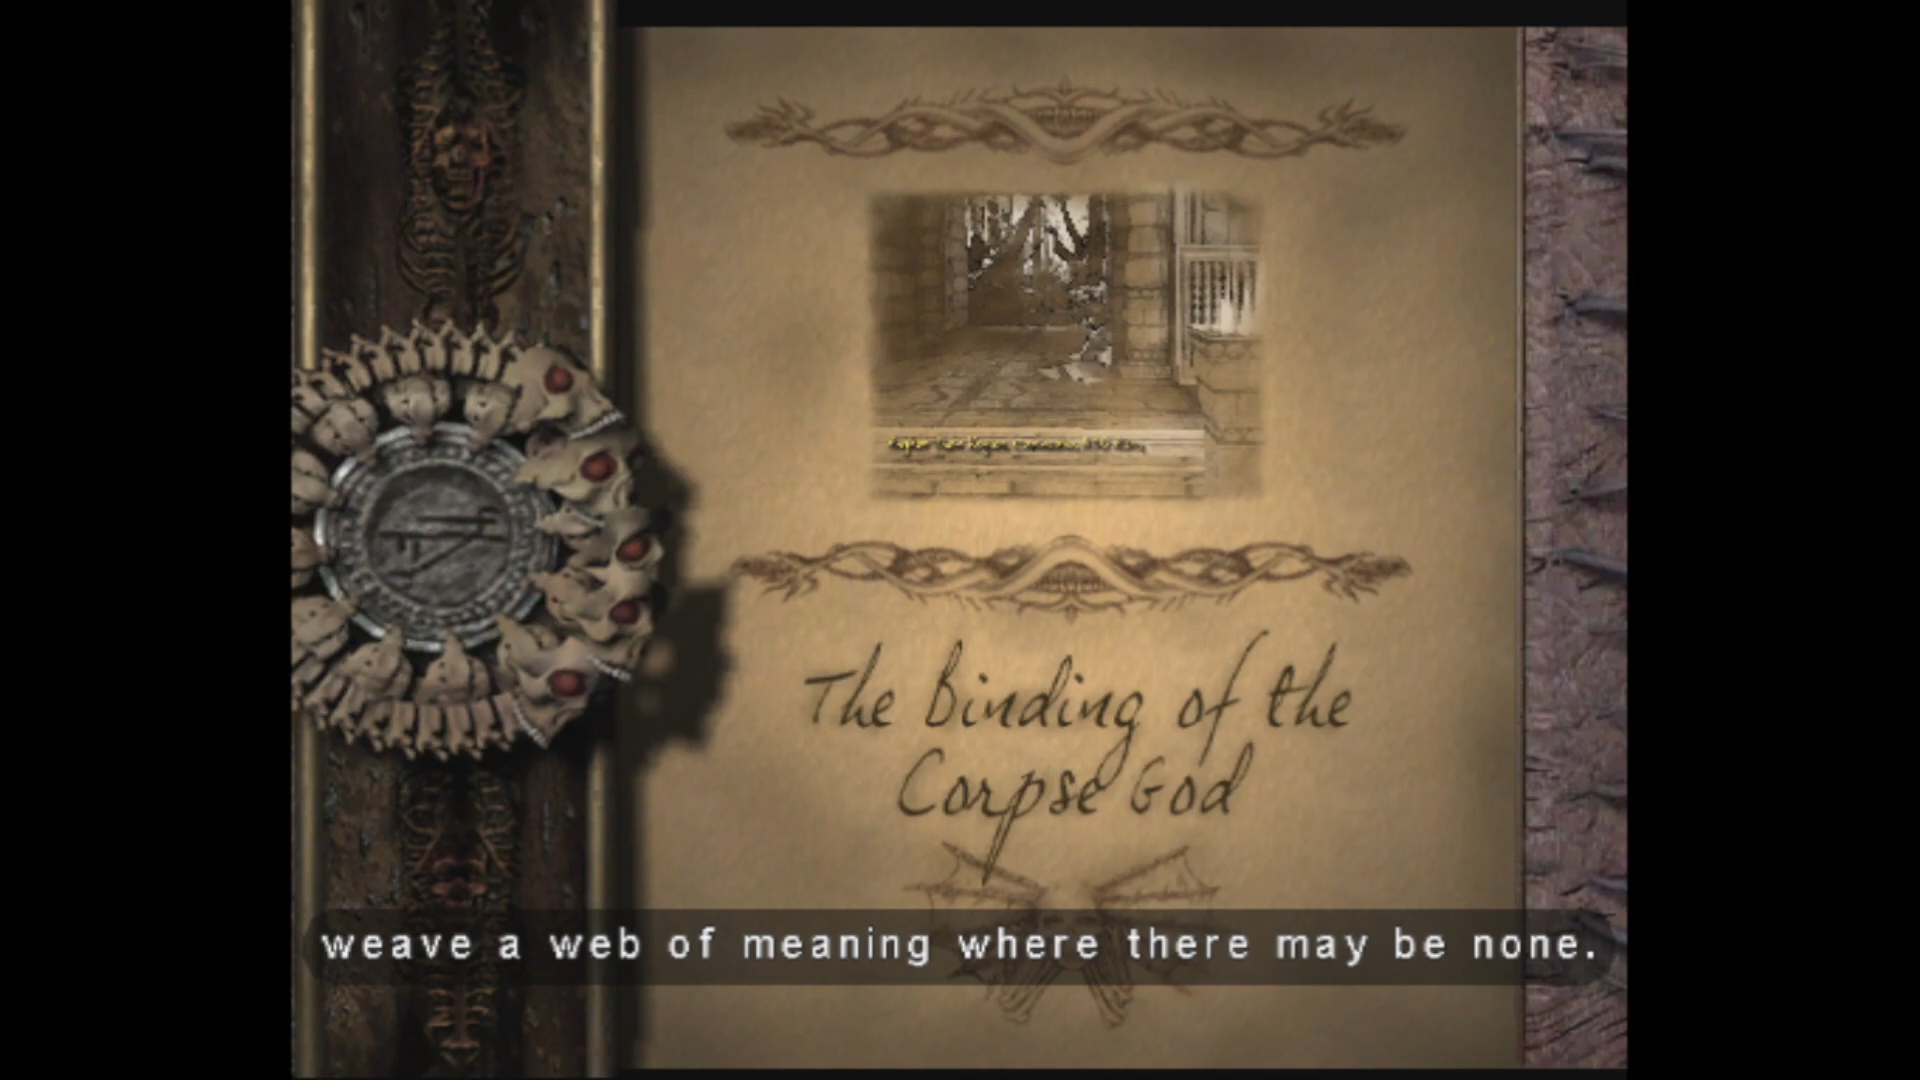 The Binding of the
Corpse God
weave a web of meaning where there may be none.